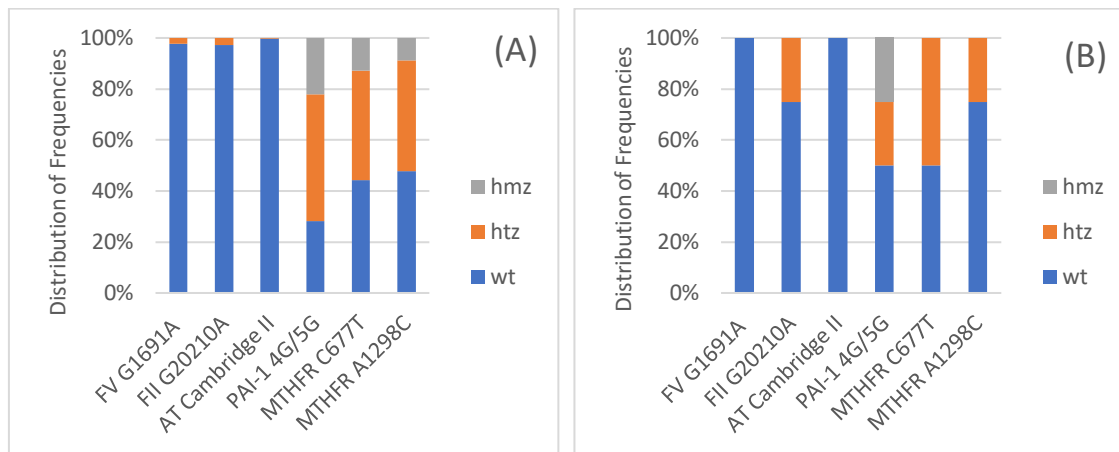 (A)
Distribution of Frequencies
100%
80%
60%
40%
20%
0%
FV G1691A
FII G20210A
AT Cambridge II
PAI-1 4G/5G
MTHFR C677T
MTHFR A1298C
hmz
htz
wt
(B)
Distribution of Frequencies
100%
80%
60%
40%
20%
0%
FV G1691A
FII G20210A
AT Cambridge II
PAI-1 4G/5G
MTHFR C677T
MTHFR A1298C
hmz
htz
wt